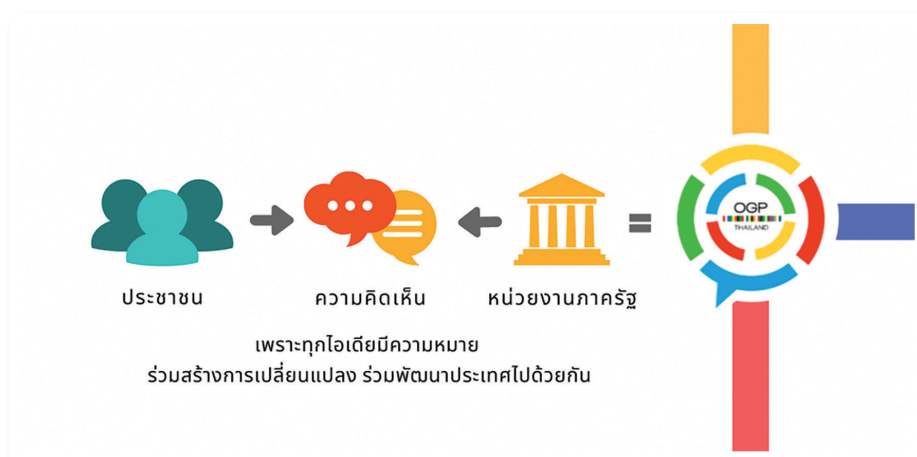 OGP
THAILAND
ประชาชน
ความคิดเห็น
หน่วยงานภาครัฐ
เพราะทุกไอเดียมีความหมาย
ร่วมสร้างการเปลี่ยนแปลง ร่วมพัฒนาประเทศไปด้วยกัน